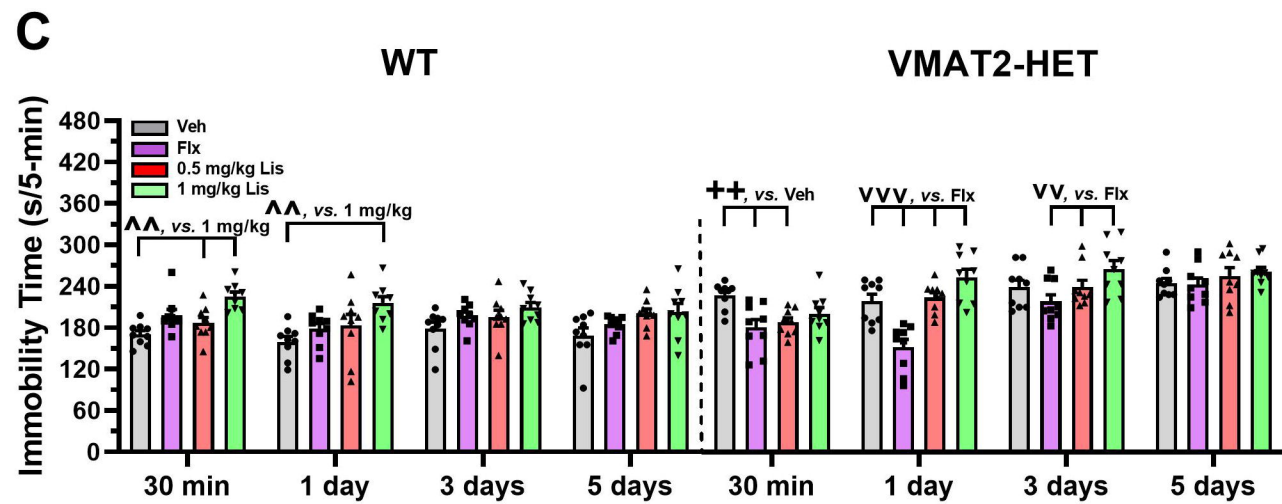 C
WT
VMAT2-HET
Immobility Time (s/5-min)
480
420
360
300
240
180
120
60
0
Veh
Flx
0.5 mg/kg Lis
1 mg/kg Lis
^^, vs. 1 mg/kg
^^, vs. 1 mg/kg
++, vs. Veh
vvv, vs. Flx
vv, vs. Flx
30 min
1 day
3 days
5 days
30 min
1 day
3 days
5 days